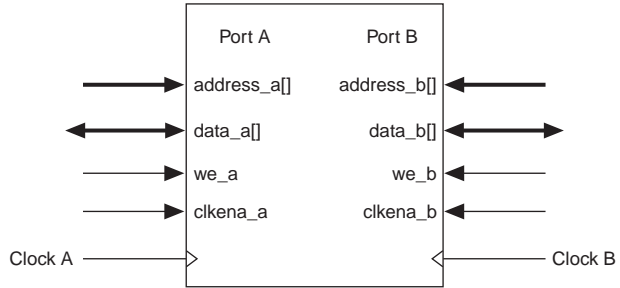 Port A Port B
address_a[] address_b[]
data_a[] data_b[]
we_a we_b
clkena_a clkena_b
Clock A Clock B